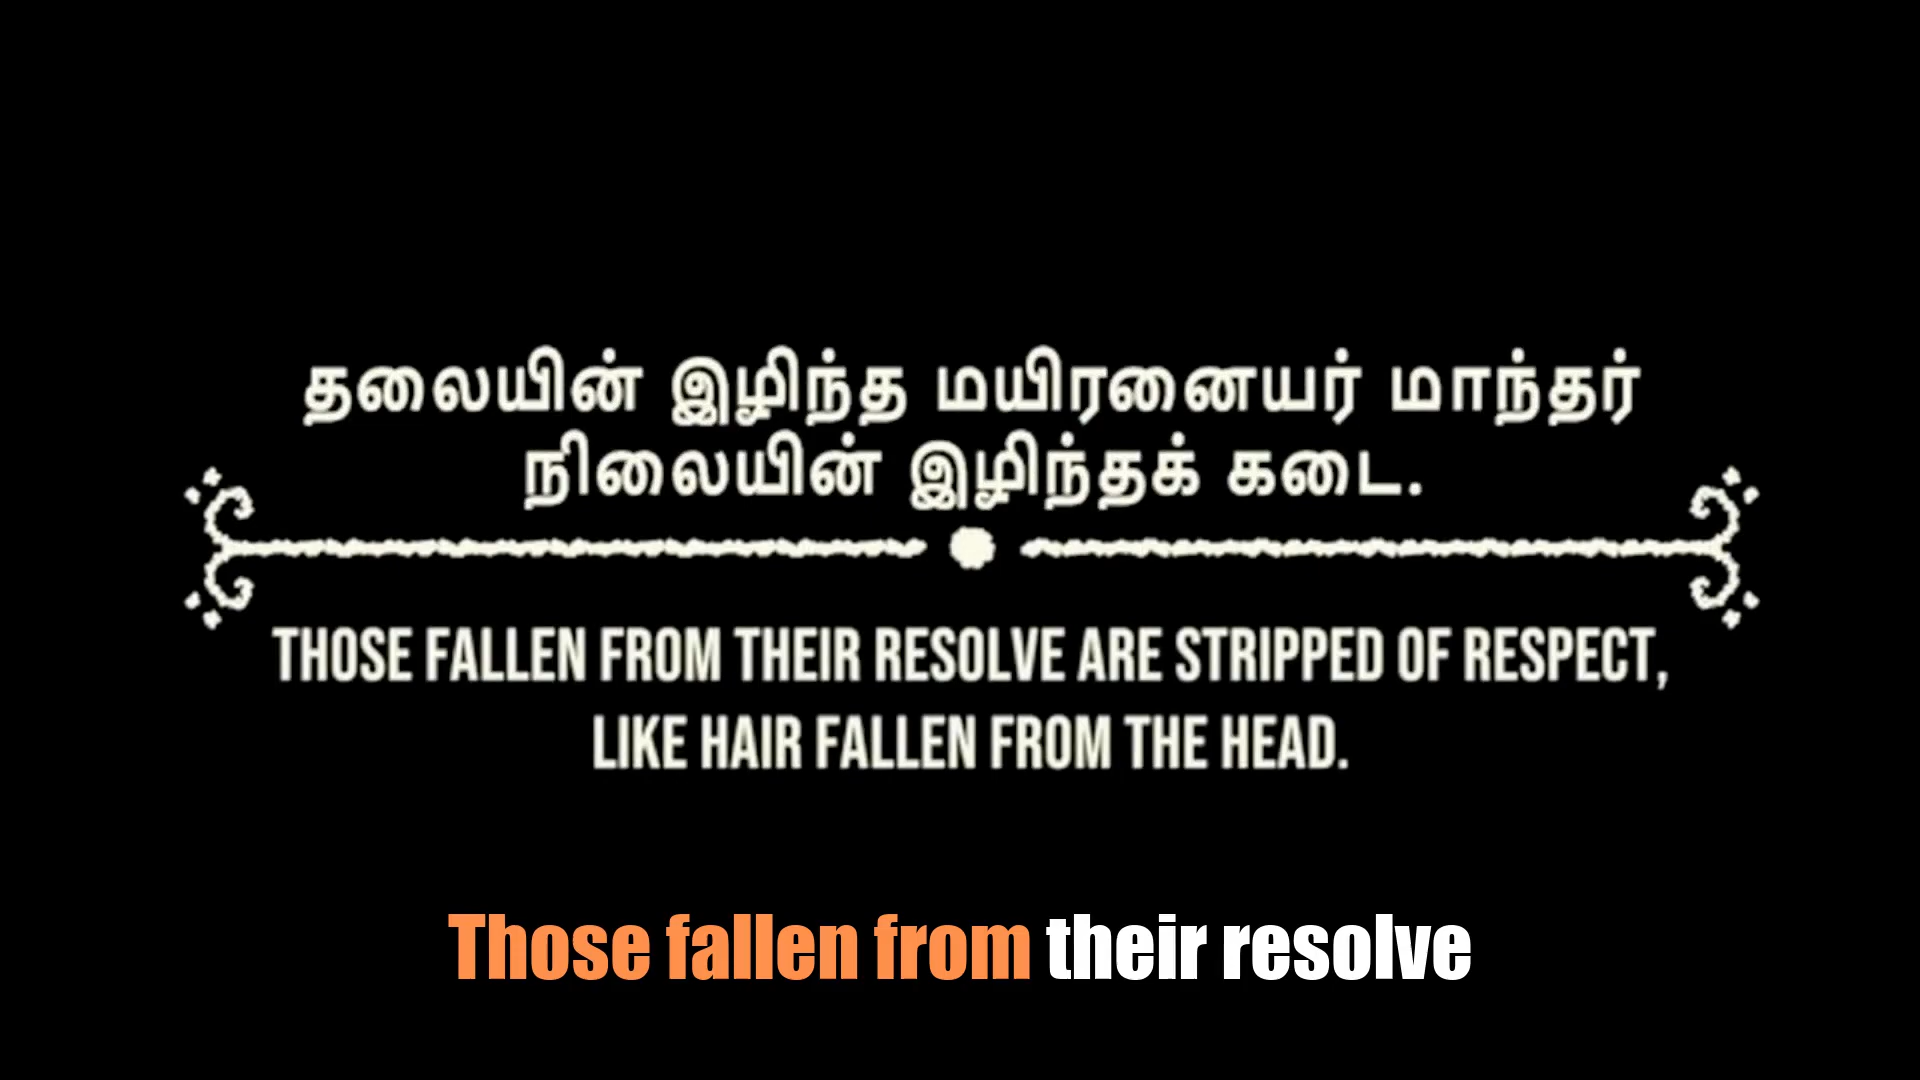 தலையின் இழிந்த மயிரனையர் மாந்தர்
நிலையின் இழிந்தக் கடை.
THOSE FALLEN FROM THEIR RESOLVE ARE STRIPPED OF RESPECT,
LIKE HAIR FALLEN FROM THE HEAD.
Those fallen from their resolve